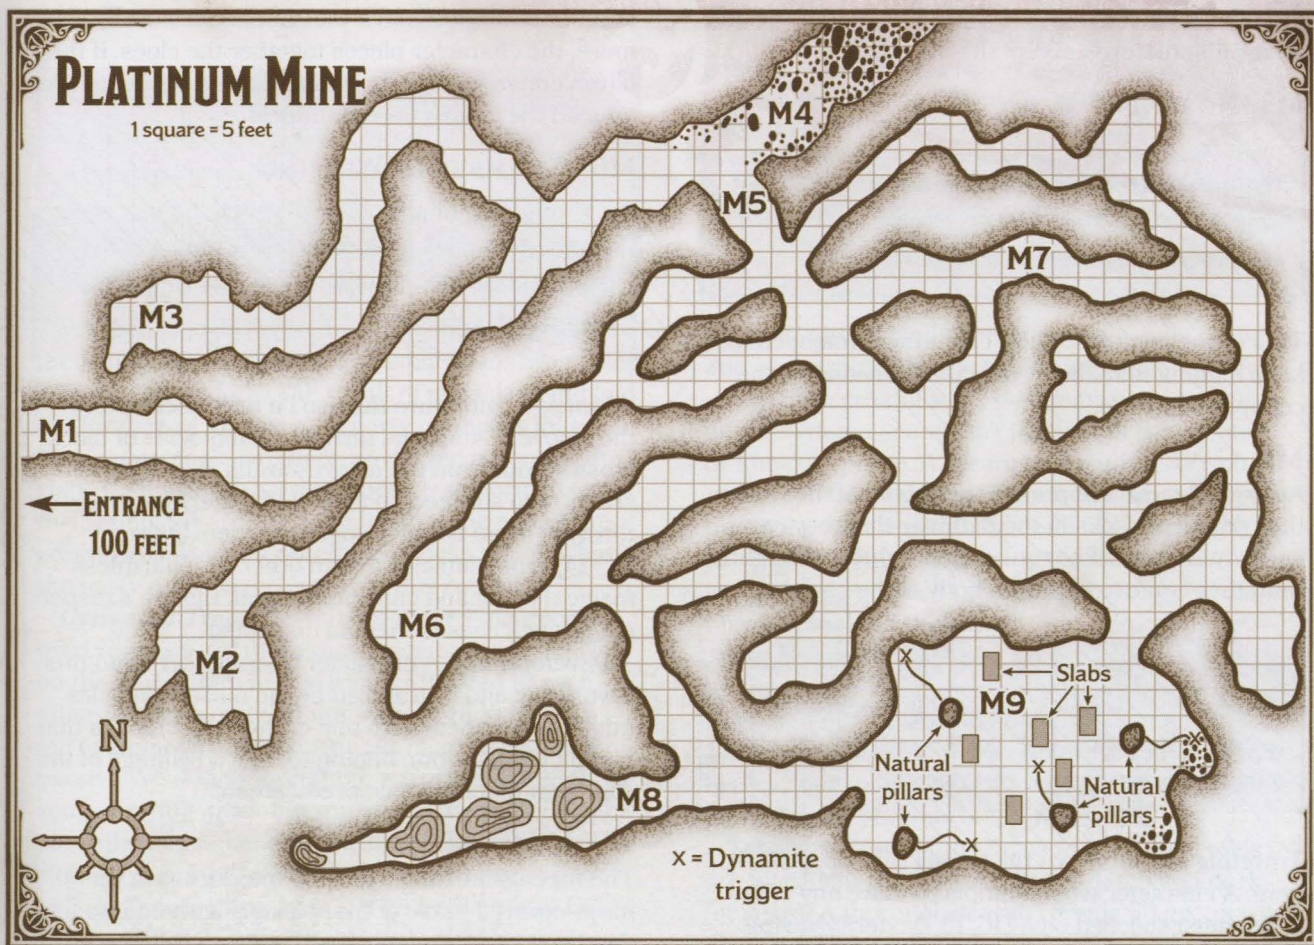 PLATINUM MINE
1 square = 5 feet
M4
M5
M7
M3
M1
ENTRANCE
100 FEET
M6
M2
Slabs
M9
N
Natural
pillars
Natural
pillars
M8
X = Dynamite
trigger
X
X
X
X